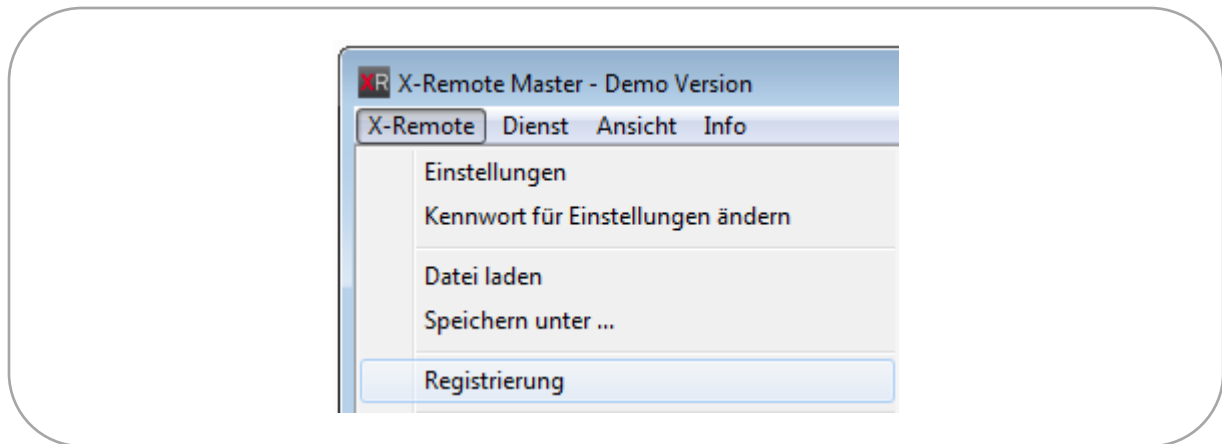 XR X-Remote Master - Demo Version
X-Remote Dienst Ansicht Info
Einstellungen
Kennwort für Einstellungen ändern
Datei laden
Speichern unter ...
Registrierung